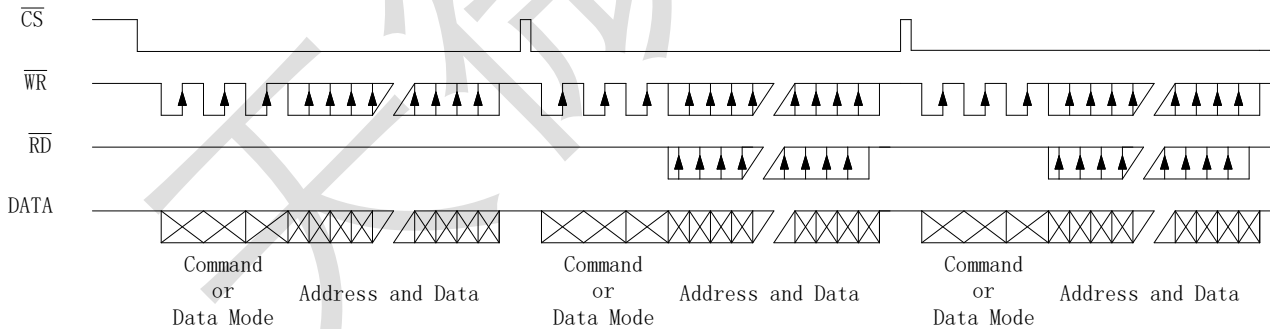 CS
WR
RD
DATA
Command
or
Data Mode
Address and Data
Command
or
Data Mode
Address and Data
Command
or
Data Mode
Address and Data